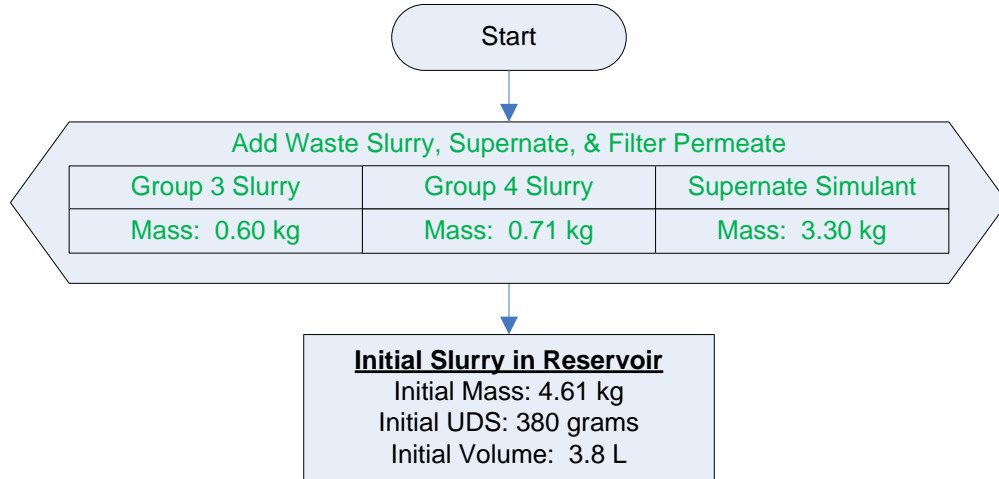 Start
Add Waste Slurry, Supernate, & Filter Permeate
Group 3 Slurry Group 4 Slurry Supernate Simulant
Mass: 0.60 kg Mass: 0.71 kg Mass: 3.30 kg
Initial Slurry in Reservoir
Initial Mass: 4.61 kg
Initial UDS: 380 grams
Initial Volume: 3.8 L